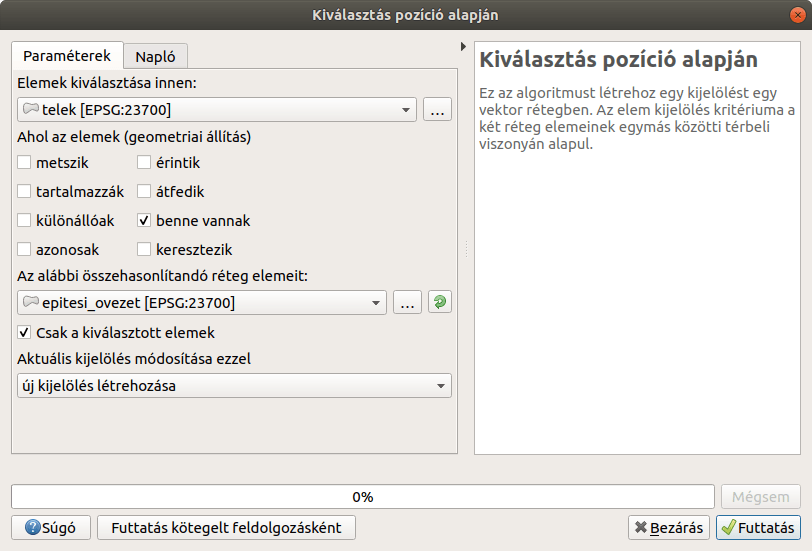 Kiválasztás pozíció alapján
Paraméterek
Napló
Elemek kiválasztása innen:
telek [EPSG:23700]
...
Ahol az elemek (geometriai állítás)
metszik
érintik
tartalmazzák
átfedik
különállóak
benne vannak
azonosak
keresztezik
Az alábbi összehasonlítandó réteg elemeit:
epitesi_ovezet [EPSG:23700]
...
Csak a kiválasztott elemek
Aktuális kijelölés módosítása ezzel
új kijelölés létrehozása
Kiválasztás pozíció alapján
Ez az algoritmust létrehoz egy kijelölést egy
vektor rétegben. Az elem kijelölés kritériuma a
két réteg elemeinek egymás közötti térbeli
viszonyán alapul.
0%
Mégsem
Súgó
Futtatás kötegelt feldolgozásként
Bezárás
Futtatás